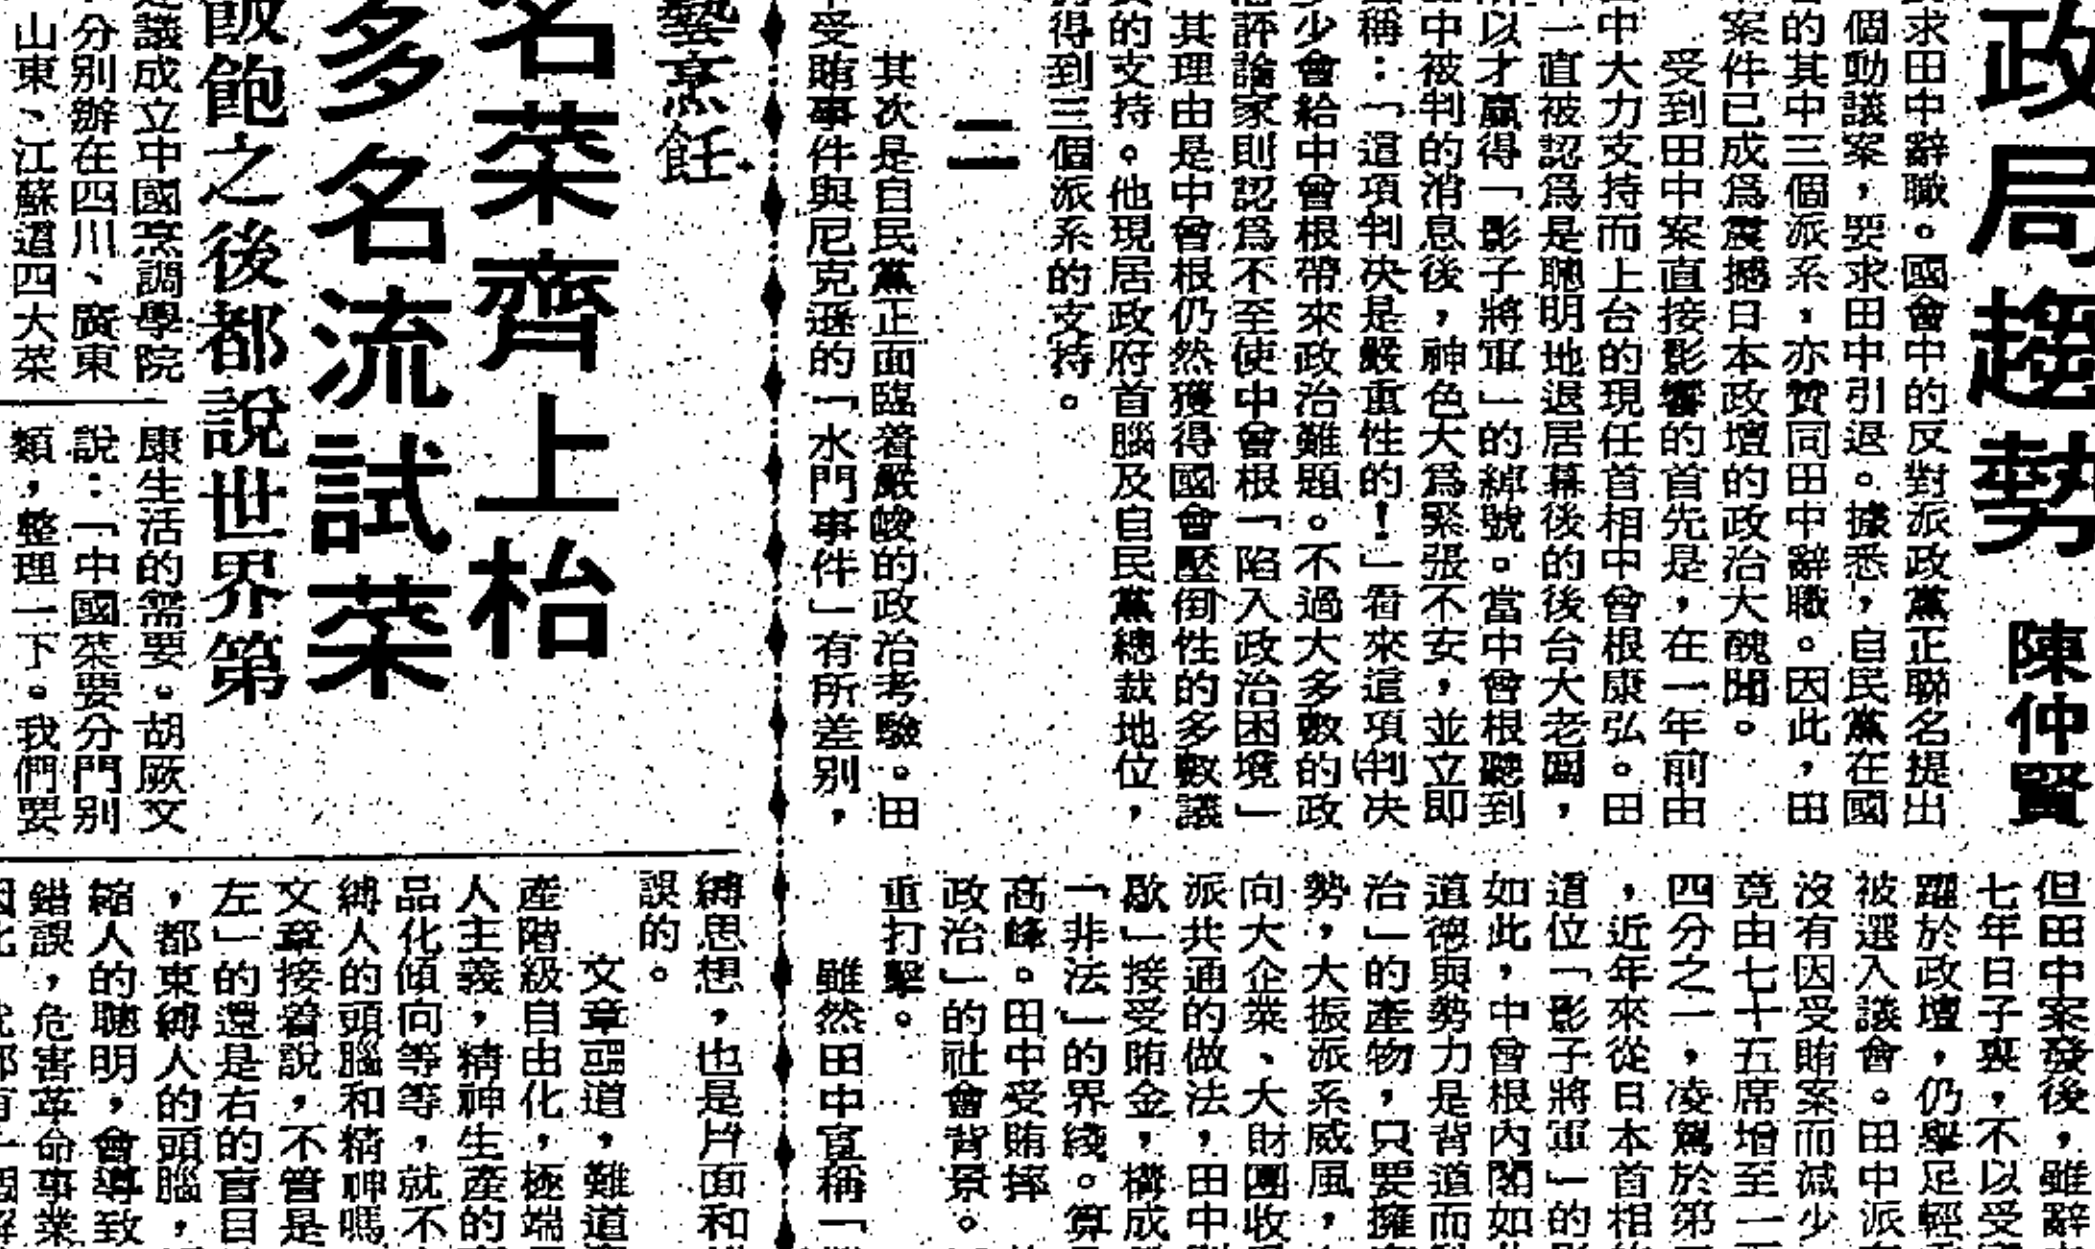 政局趨勢
陳仲賢
求田中辭職。國會中的反對派政黨正聯名提出
個動議案，要求田中引退。據悉，自民黨在國
的其中三個派系，亦贊同田中辭職。因此，田
案件已成爲震撼日本政壇的政治大醜聞。
受到田中案直接影響的首先是，在一年前由
中大力支持而上台的現任首相中曾根康弘。田
一直被認爲是聰明地退居幕後的後台大老闆，
以才贏得「影子將軍」的綽號。當中曾根聽到
中被判的消息後，神色大爲緊張不安，並立即
稱：「這項判决是嚴重性的！」看來這項判决
少會給中曾根帶來政治難題。不過大多數的政
評論家則認爲不至使中曾根「陷入政治困境」
其理由是中曾根仍然獲得國會壓倒性的多數議
的支持。他現居政府首腦及自民黨總裁地位，
得到三個派系的支持。
二
其次是自民黨正面臨着嚴峻的政治考驗。田
受賄事件與尼克遜的「水門事件」有所差别，
但田中案發後，雖辭
七年日子裏，不以受
躍於政壇，仍舉足輕
被選入議會。田中派
沒有因受賄案而減少
竟由七十五席增至一
四分之一，凌駕於第
，近年來從日本首相
道位「影子將軍」的
如此，中曾根内閣如
道德與勢力是背道而
治」的產物，只要擁
勢，大振派系威風，
向大企業、大財團收
派共通的做法，田中
歇」接受賄金，構成
「非法」的界綫。算
高峰。田中受賄摔
政治」的社會背景。
重打擊。
雖然田中宣稱「
藝烹飪
名菜齊上枱
多名流試菜
飯飽之後都說世界第
議成立中國烹調學院
分别辦在四川、廣東
山東、江蘇這四大菜
康生活的需要。胡厥文
說：「中國菜要分門别
類，整理一下。我們要
縛思想，也是片面和
誤的。
文章又道，難道
產階級自由化，極端
人主義，精神生產的
品化傾向等等，就不
縛人的頭腦和精神嗎
文章接着說，不管是
左」的還是右的盲目
，都束縛人的頭腦，
縮人的聰明，會導致
錯誤，危害革命事業